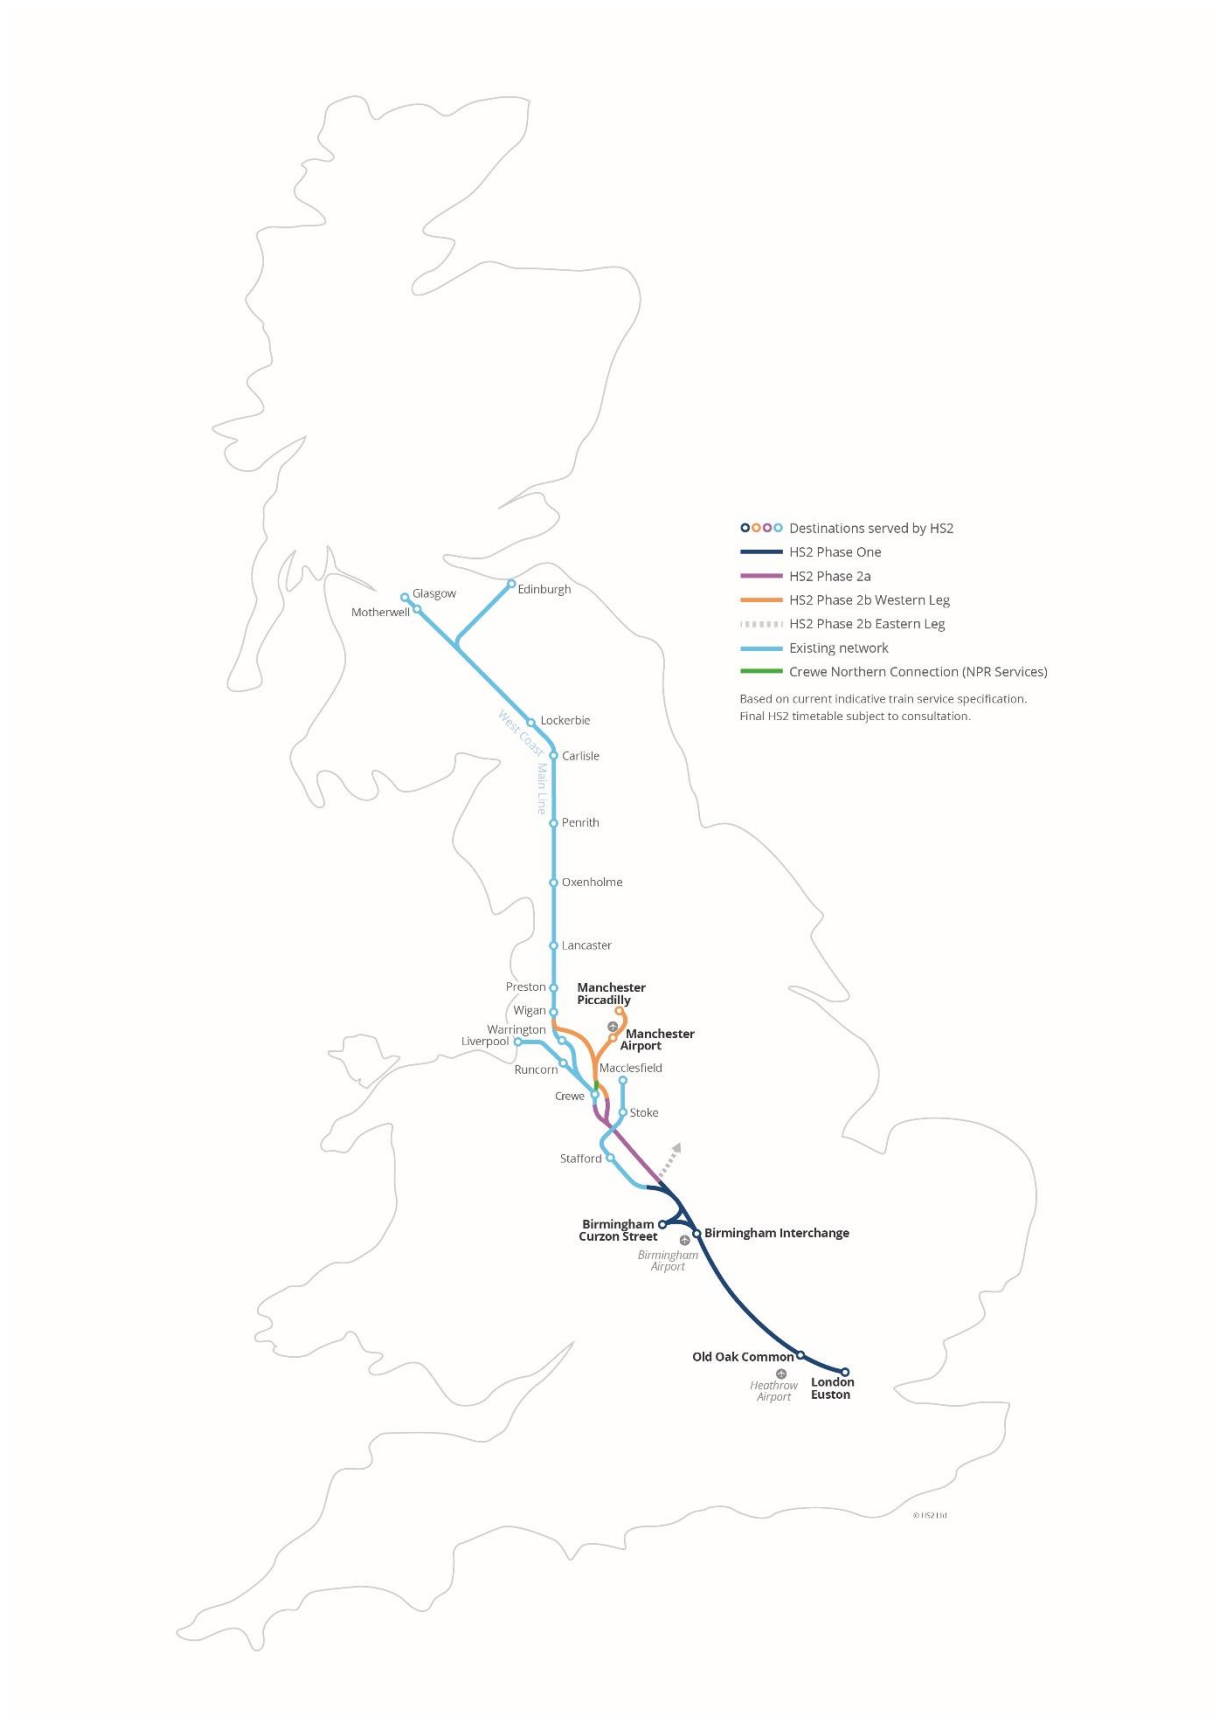 Destinations served by HS2
HS2 Phase One
HS2 Phase 2a
HS2 Phase 2b Western Leg
HS2 Phase 2b Eastern Leg
Existing network
Crewe Northern Connection (NPR Services)
Based on current indicative train service specification.
Final HS2 timetable subject to consultation.
Glasgow
Edinburgh
Motherwell
Lockerbie
West Coast
Main Line
Carlisle
Penrith
Oxenholme
Lancaster
Preston
Manchester
Piccadilly
Wigan
Warrington
Manchester
Airport
Liverpool
Runcorn
Macclesfield
Crewe
Stoke
Stafford
Birmingham
Curzon Street
Birmingham Interchange
Birmingham
Airport
Old Oak Common
Heathrow
Airport
London
Euston
© HS2 Ltd